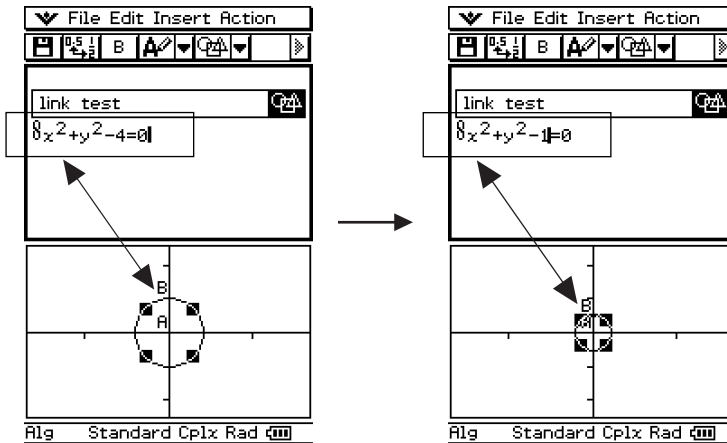 File Edit Insert Action
B
link test
x²+y²-4=0
B
A
Alg Standard Cplx Rad
File Edit Insert Action
B
link test
x²+y²-1=0
B
Alg Standard Cplx Rad